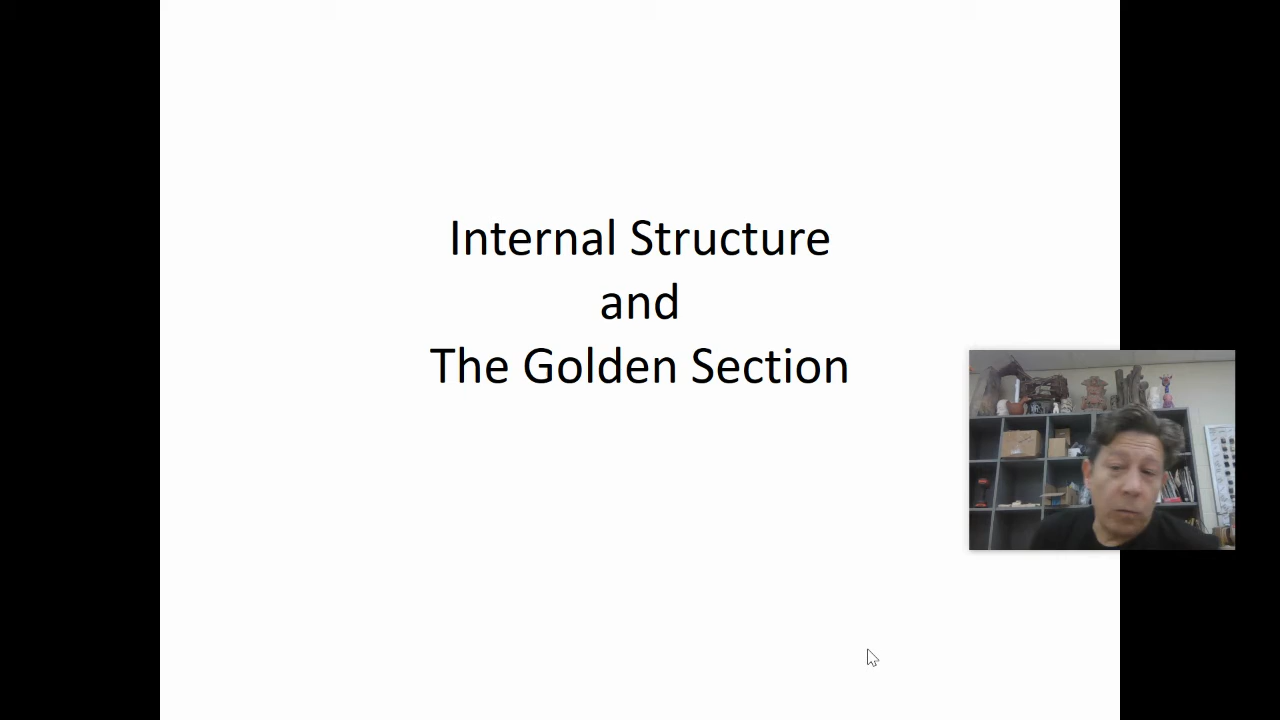 Internal Structure
and
The Golden Section